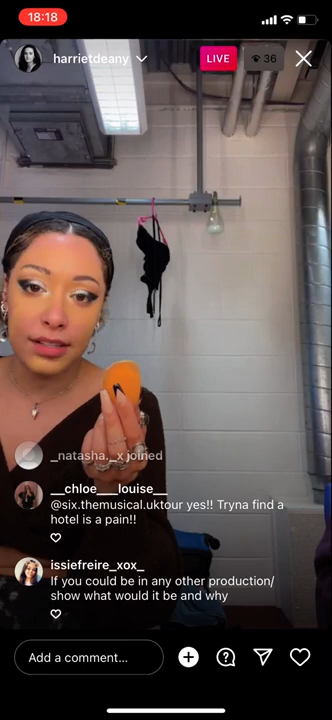 18:18
harrietdeany
LIVE
36
_natasha._x joined
__chloe____louise__
@six.themusical.uktour yes!! Tryna find a
hotel is a pain!!
issiefreire_xox_
If you could be in any other production/
show what would it be and why
Add a comment...